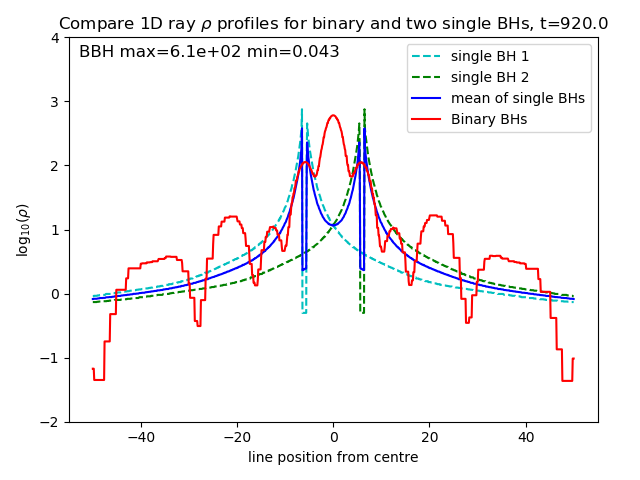 Compare 1D ray ρ profiles for binary and two single BHs, t=920.0
BBH max=6.1e+02 min=0.043
single BH 1
single BH 2
mean of single BHs
Binary BHs
4
3
2
1
0
−1
−2
log₁₀(ρ)
−40 −20 0 20 40
line position from centre